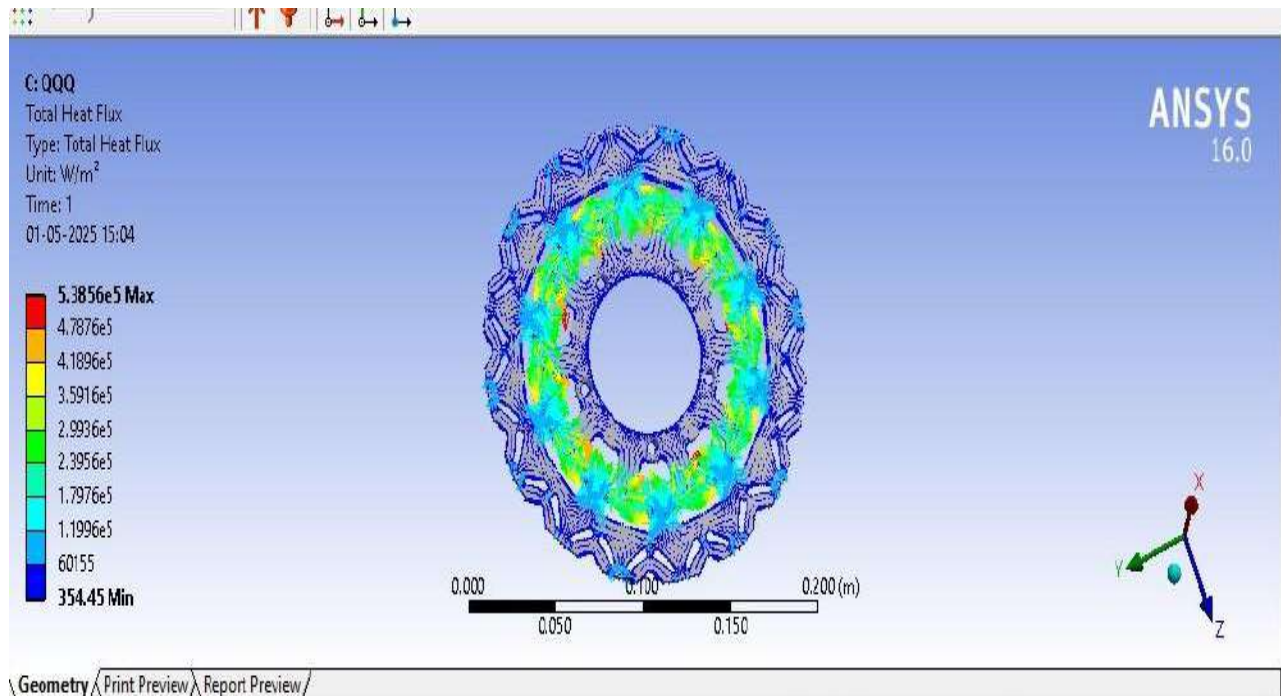 C: QQQ
Total Heat Flux
Type: Total Heat Flux
Unit: W/m²
Time: 1
01-05-2025 15:04
5.3856e5 Max
4.7876e5
4.1896e5
3.5916e5
2.9936e5
2.3956e5
1.7976e5
1.1996e5
60155
354.45 Min
ANSYS
16.0
0.000 0.100 0.200 (m)
0.050 0.150
X
Y
Z
Geometry Print Preview Report Preview